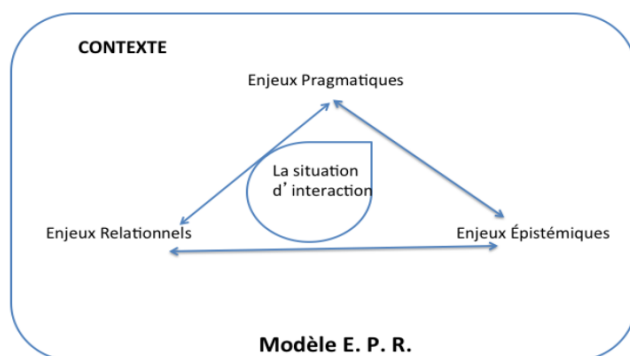 CONTEXTE
Enjeux Pragmatiques
La situation
d' interaction
Enjeux Relationnels
Enjeux Épistémiques
Modèle E. P. R.